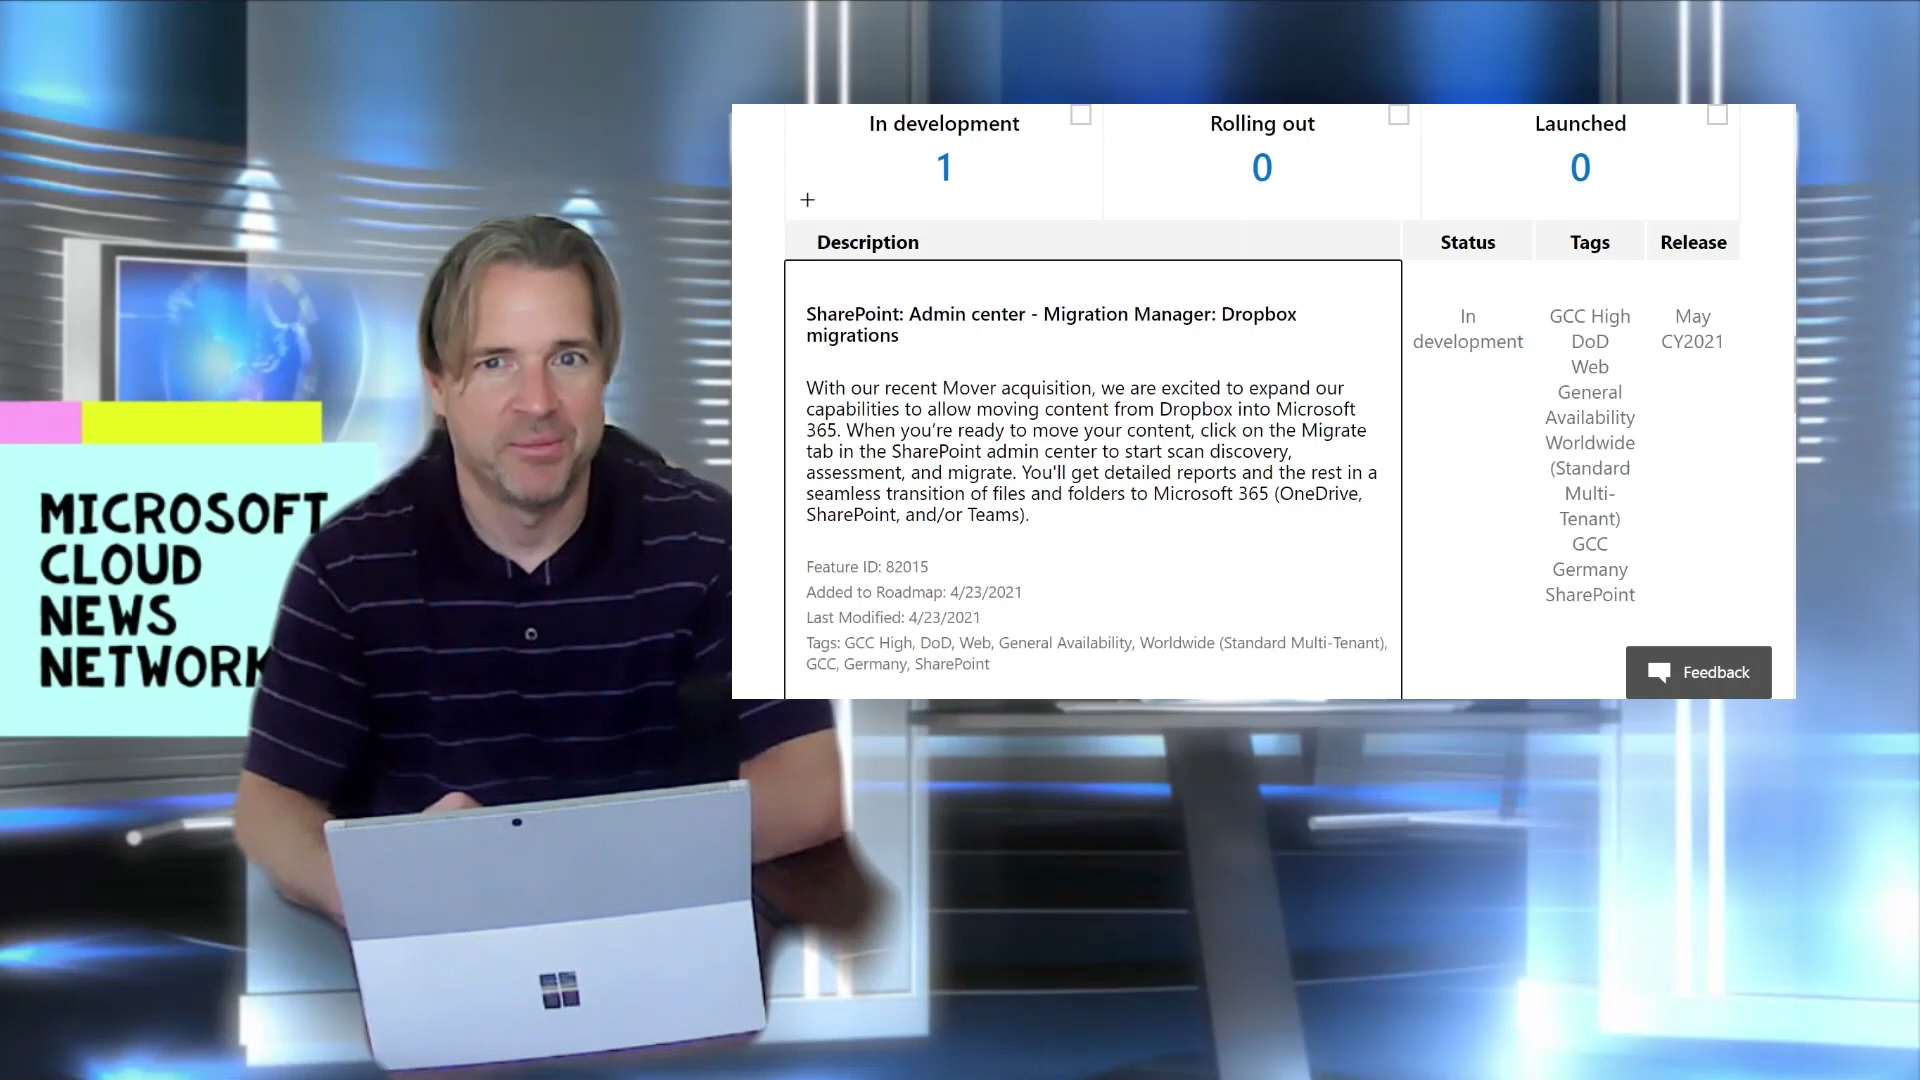 MICROSOFT
CLOUD
NEWS
NETWORK
In development
1
Rolling out
0
Launched
0
+
Description
Status
Tags
Release
SharePoint: Admin center - Migration Manager: Dropbox
migrations
With our recent Mover acquisition, we are excited to expand our
capabilities to allow moving content from Dropbox into Microsoft
365. When you’re ready to move your content, click on the Migrate
tab in the SharePoint admin center to start scan discovery,
assessment, and migrate. You'll get detailed reports and the rest in a
seamless transition of files and folders to Microsoft 365 (OneDrive,
SharePoint, and/or Teams).
Feature ID: 82015
Added to Roadmap: 4/23/2021
Last Modified: 4/23/2021
Tags: GCC High, DoD, Web, General Availability, Worldwide (Standard Multi-Tenant),
GCC, Germany, SharePoint
In
development
GCC High
DoD
Web
General
Availability
Worldwide
(Standard
Multi-
Tenant)
GCC
Germany
SharePoint
May
CY2021
Feedback